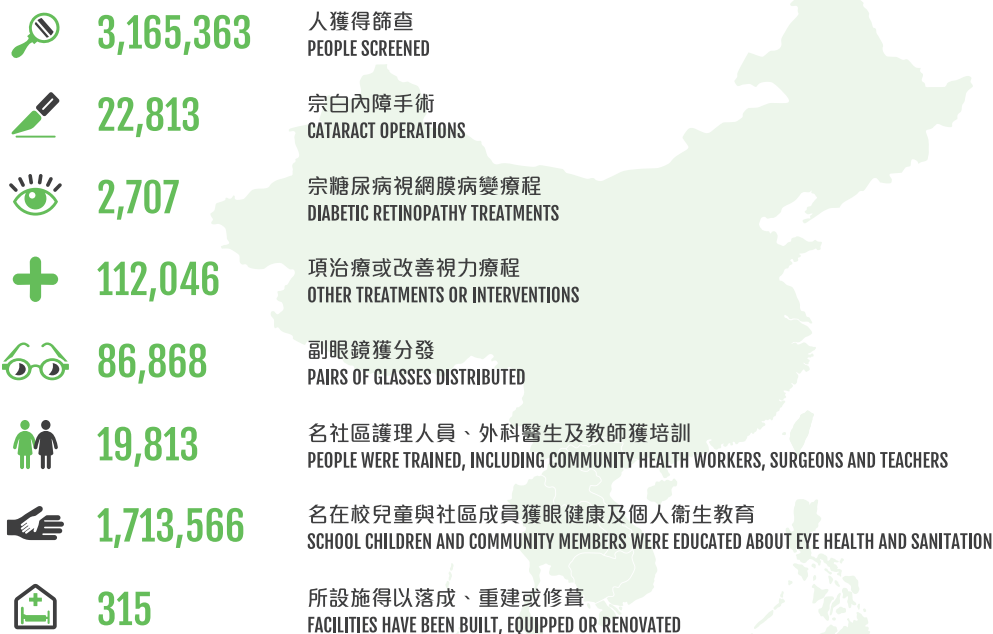 3,165,363
人獲得篩查
PEOPLE SCREENED
22,813
宗白內障手術
CATARACT OPERATIONS
2,707
宗糖尿病視網膜病變療程
DIABETIC RETINOPATHY TREATMENTS
112,046
項治療或改善視力療程
OTHER TREATMENTS OR INTERVENTIONS
86,868
副眼鏡獲分發
PAIRS OF GLASSES DISTRIBUTED
19,813
名社區護理人員、外科醫生及教師獲培訓
PEOPLE WERE TRAINED, INCLUDING COMMUNITY HEALTH WORKERS, SURGEONS AND TEACHERS
1,713,566
名在校兒童與社區成員獲眼健康及個人衞生教育
SCHOOL CHILDREN AND COMMUNITY MEMBERS WERE EDUCATED ABOUT EYE HEALTH AND SANITATION
315
所設施得以落成、重建或修葺
FACILITIES HAVE BEEN BUILT, EQUIPPED OR RENOVATED